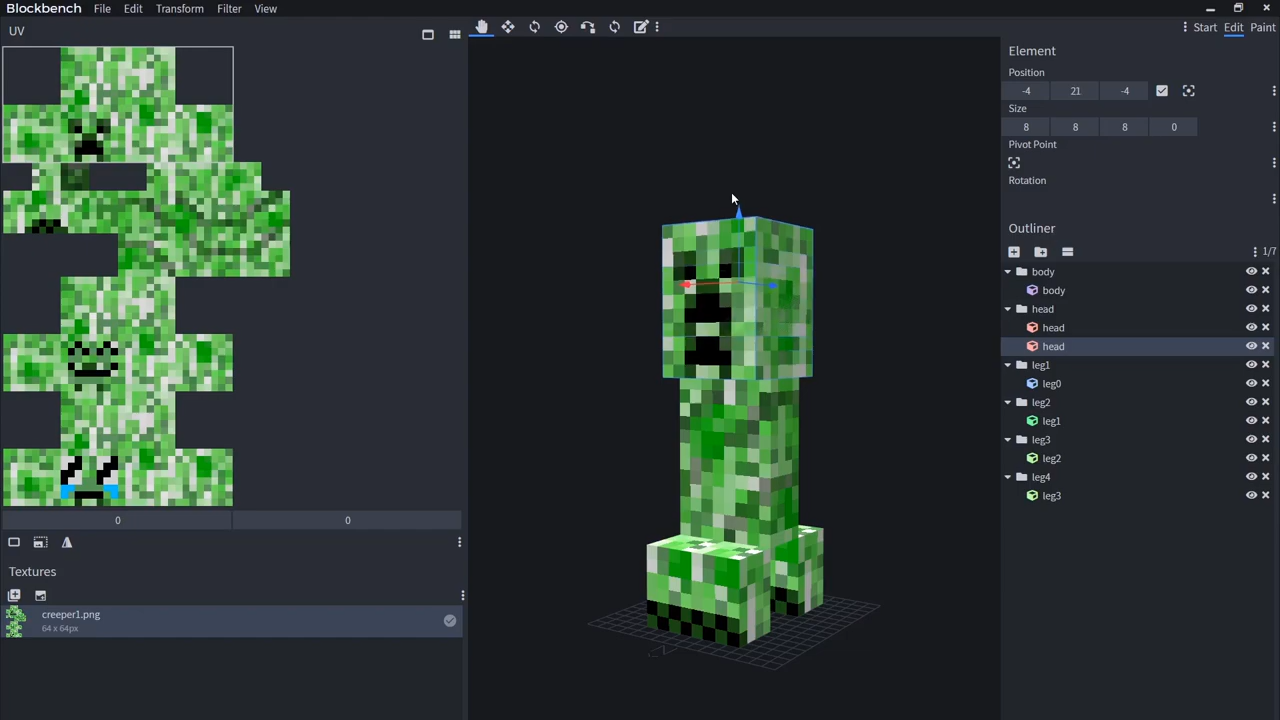 Blockbench File Edit Transform Filter View
Start Edit Paint
UV
Element
Position
-4 21 -4
Size
8 8 8 0
Pivot Point
Rotation
Outliner
1/7
body
body
head
head
head
leg1
leg0
leg2
leg1
leg3
leg2
leg4
leg3
0 0
Textures
creeper1.png
64 x 64px